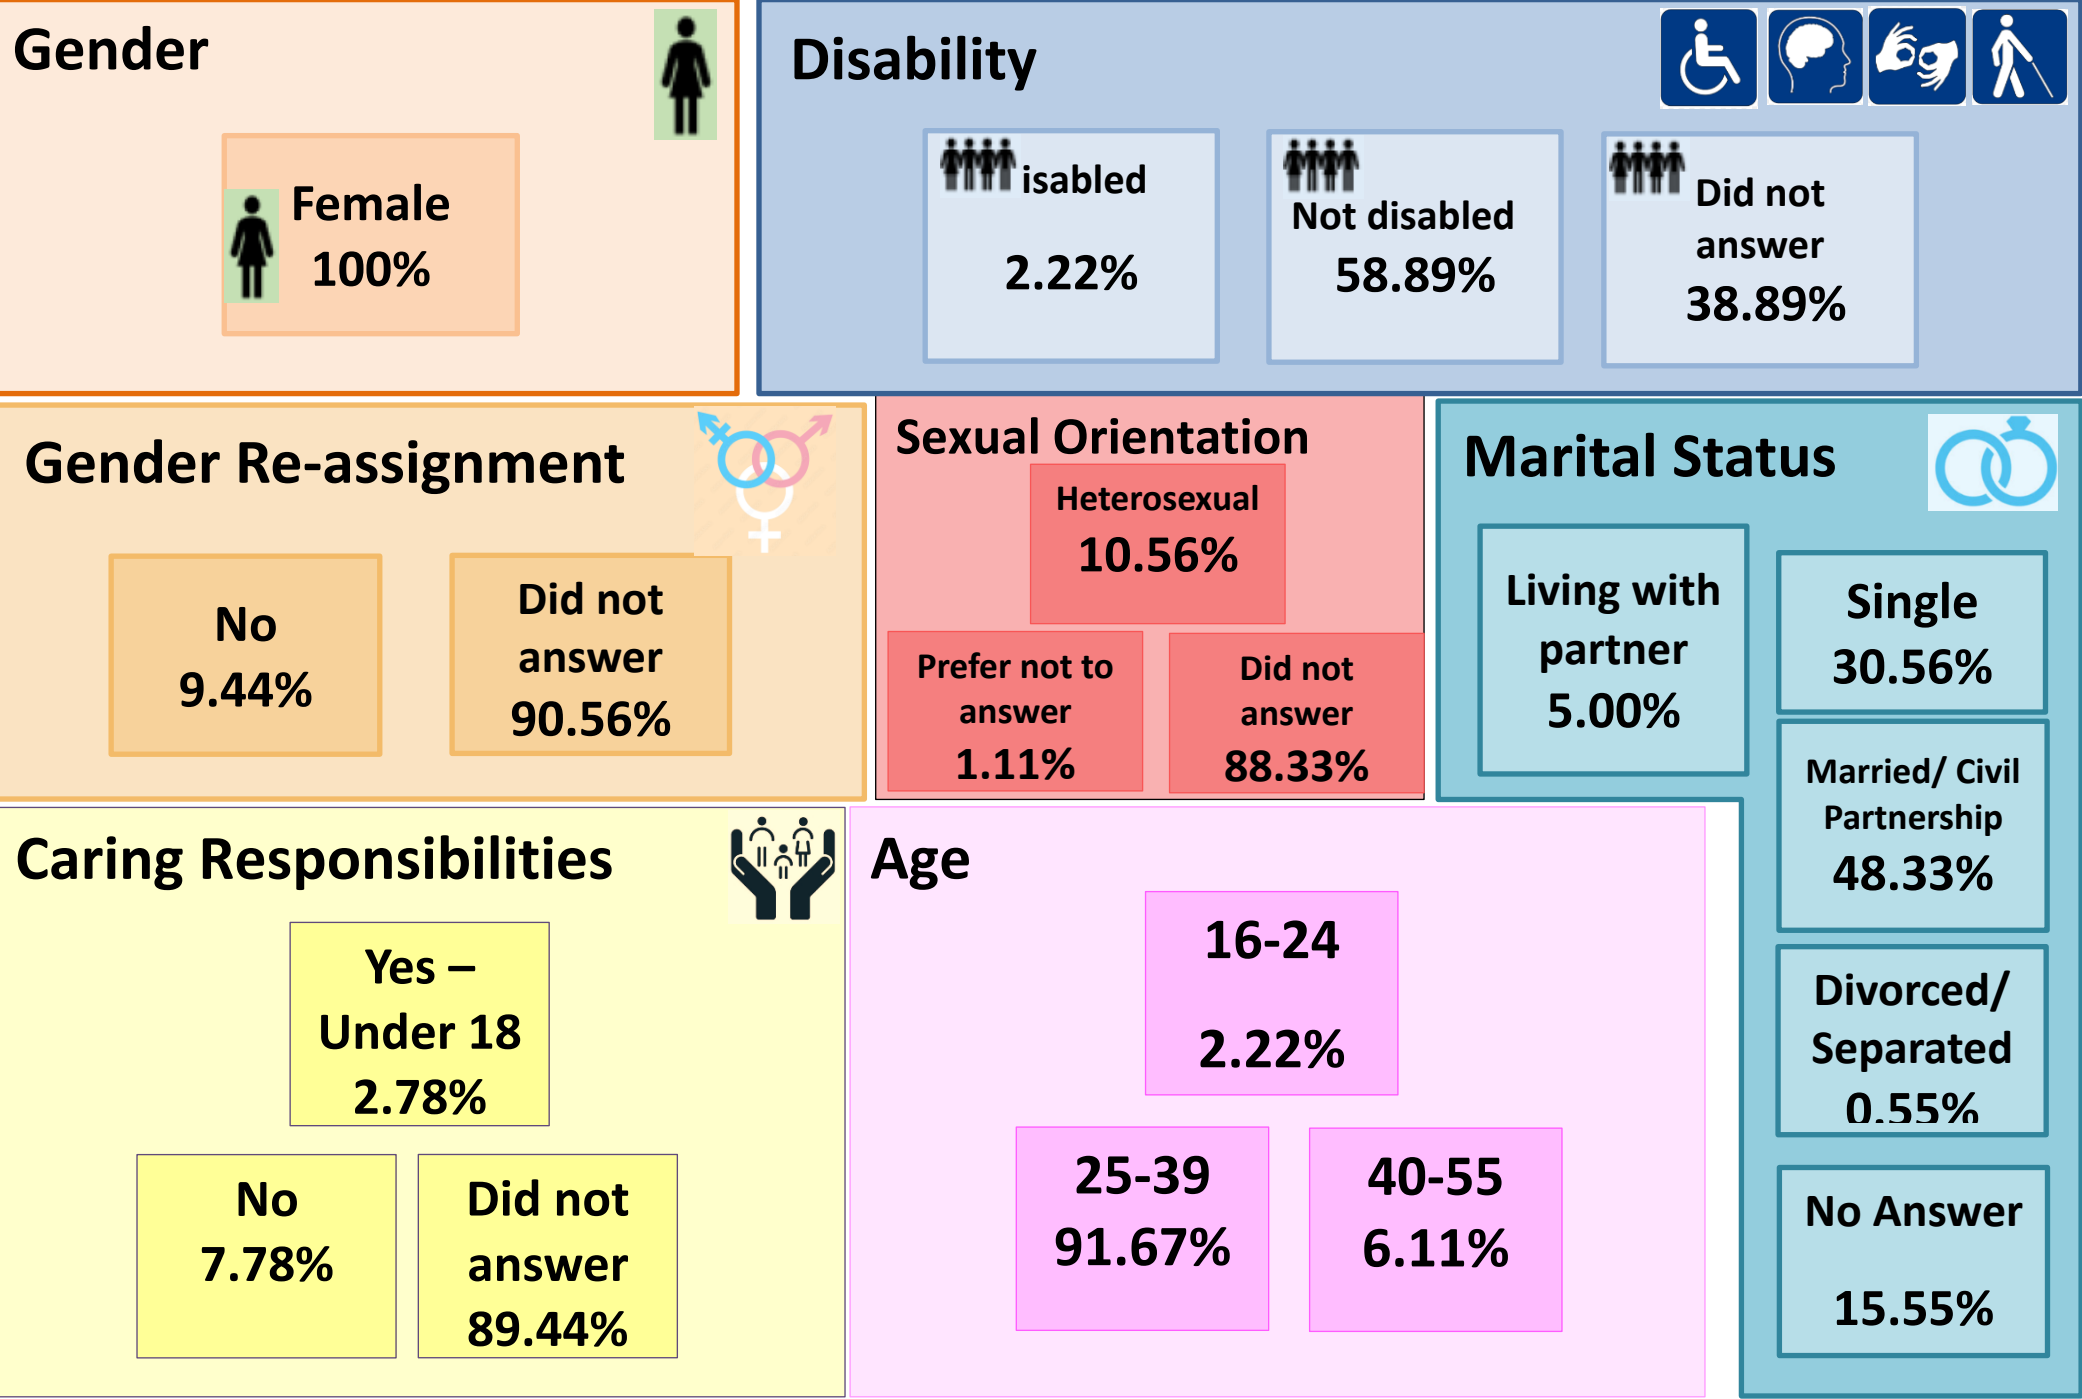 Gender
Female
100%
Disability
isabled
2.22%
Not disabled
58.89%
Did not
answer
38.89%
Gender Re-assignment
No
9.44%
Did not
answer
90.56%
Sexual Orientation
Heterosexual
10.56%
Prefer not to
answer
1.11%
Did not
answer
88.33%
Marital Status
Living with
partner
5.00%
Single
30.56%
Married/ Civil
Partnership
48.33%
Divorced/
Separated
0.55%
No Answer
15.55%
Caring Responsibilities
Yes –
Under 18
2.78%
No
7.78%
Did not
answer
89.44%
Age
16-24
2.22%
25-39
91.67%
40-55
6.11%